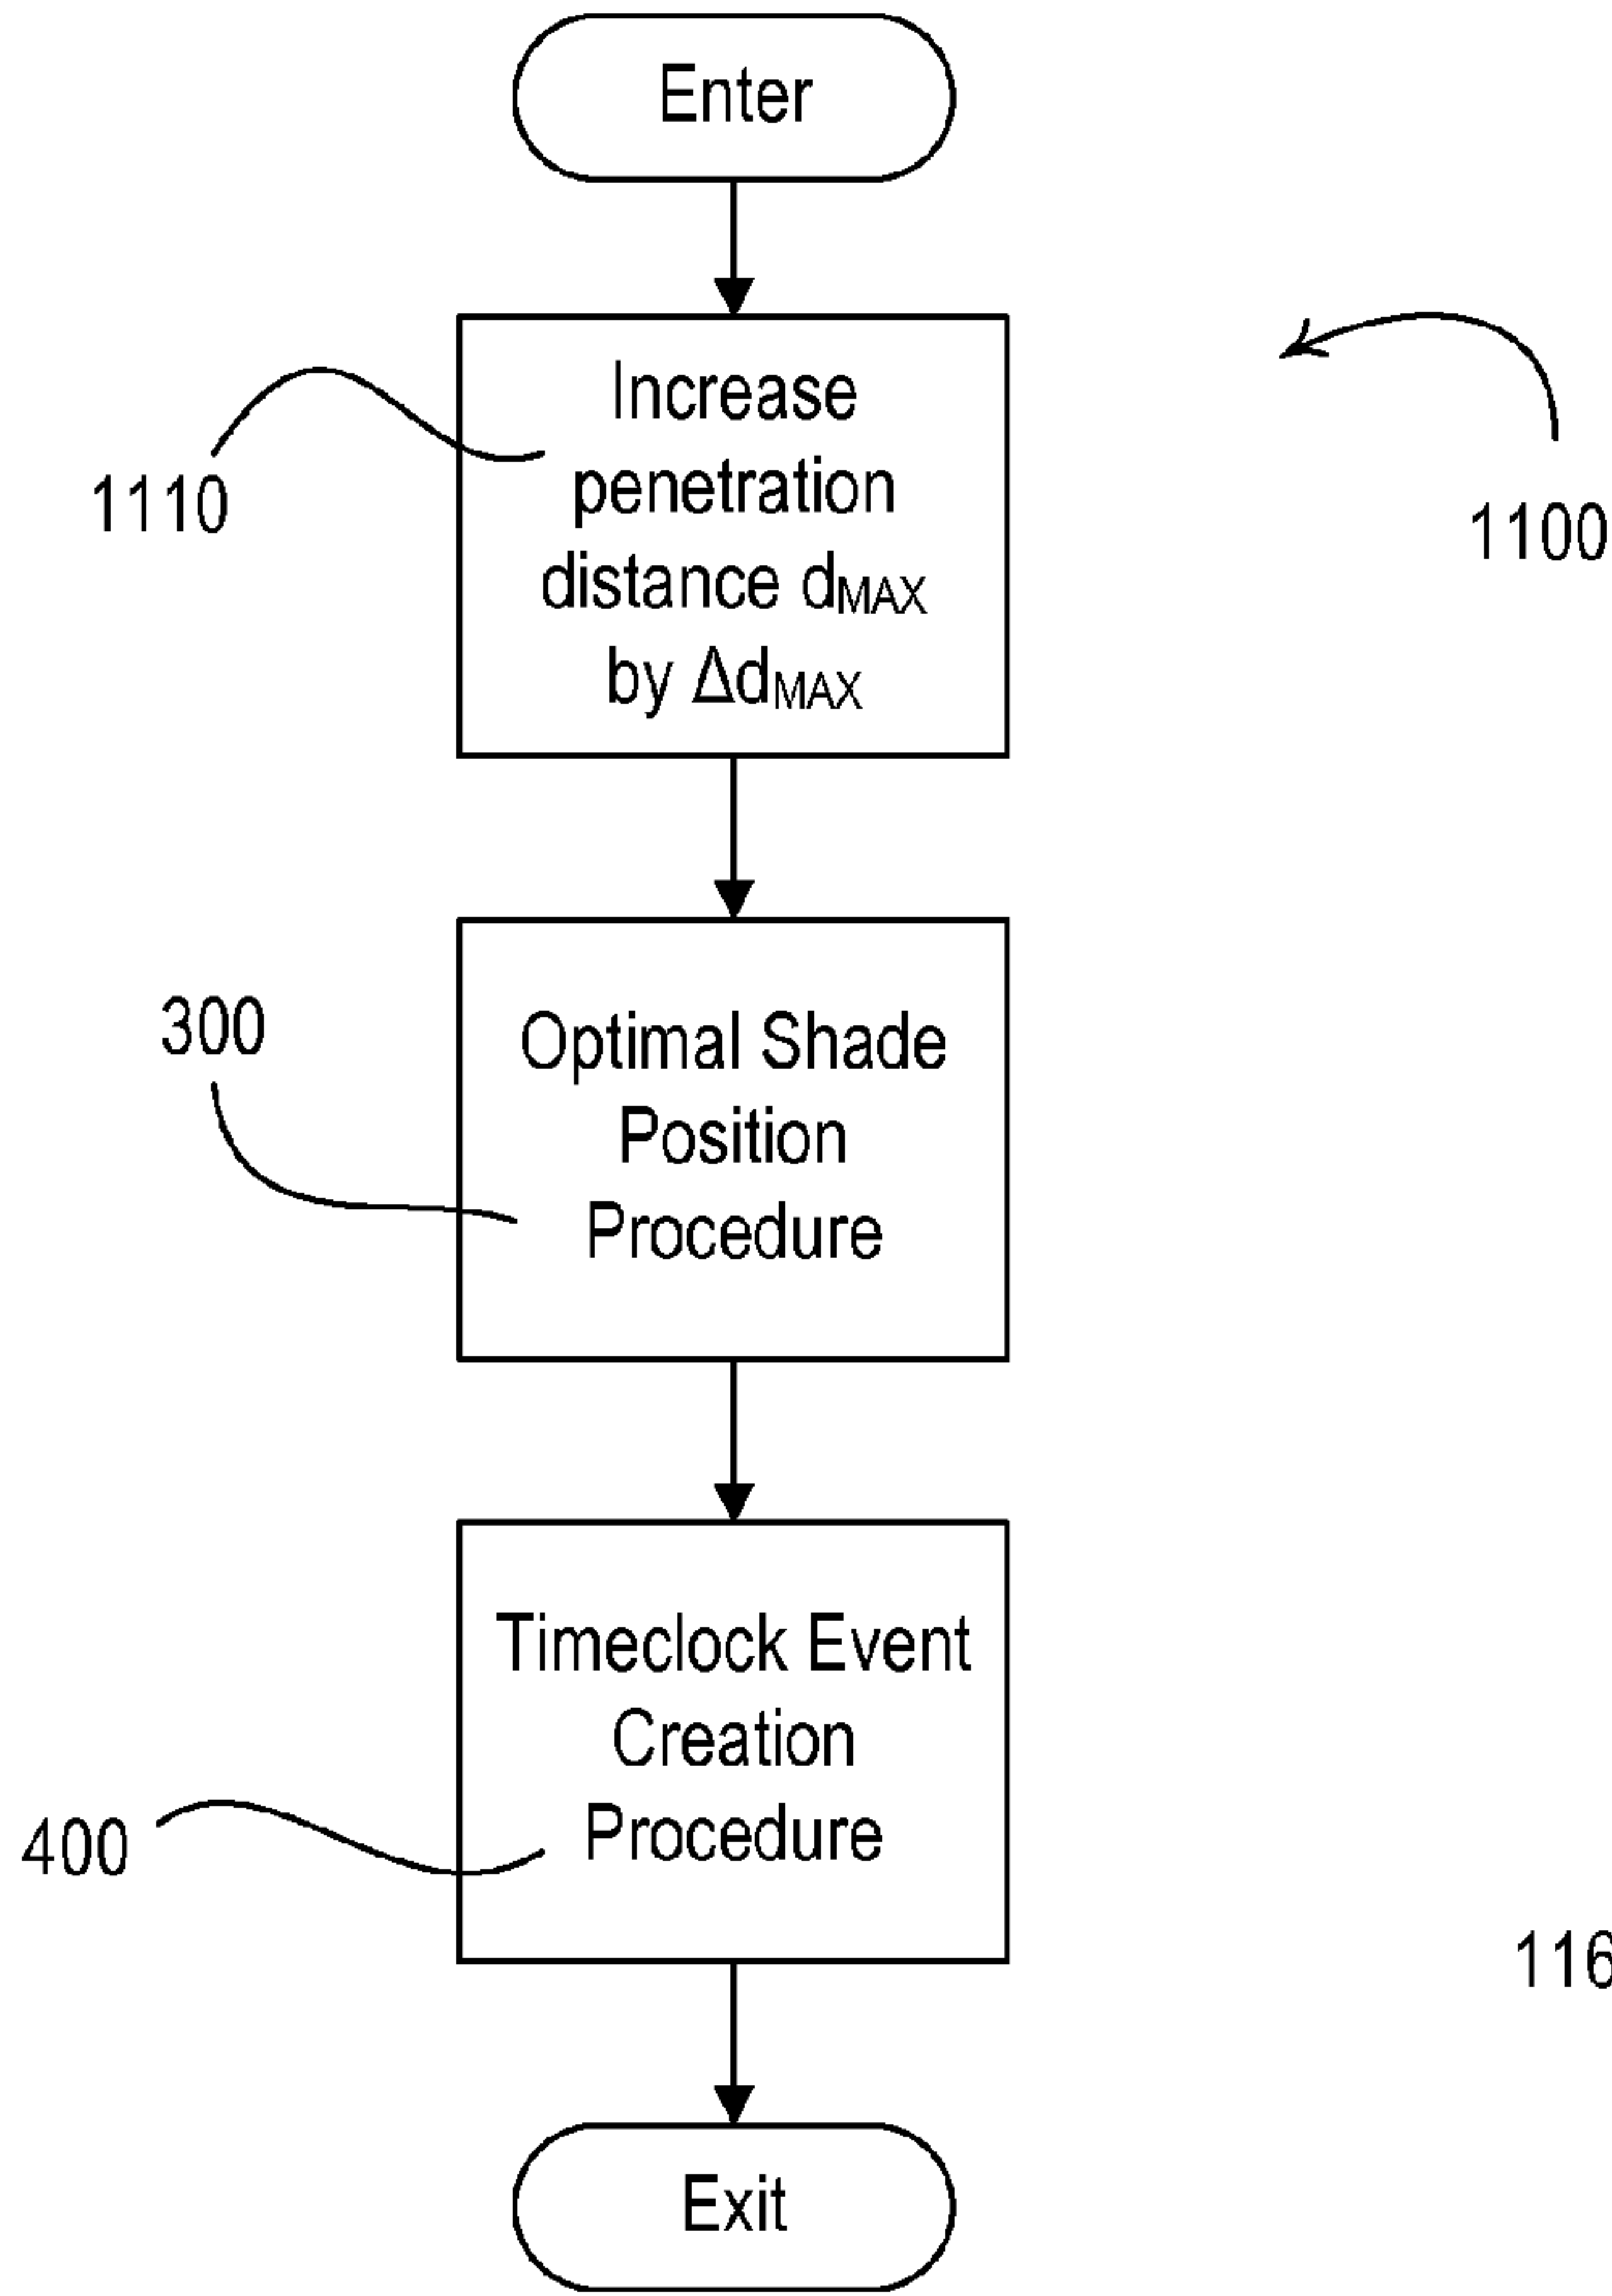 Enter
Increase
penetration
distance dMAX
by ΔdMAX
1110
1100
300
Optimal Shade
Position
Procedure
Timeclock Event
Creation
Procedure
400
116
Exit